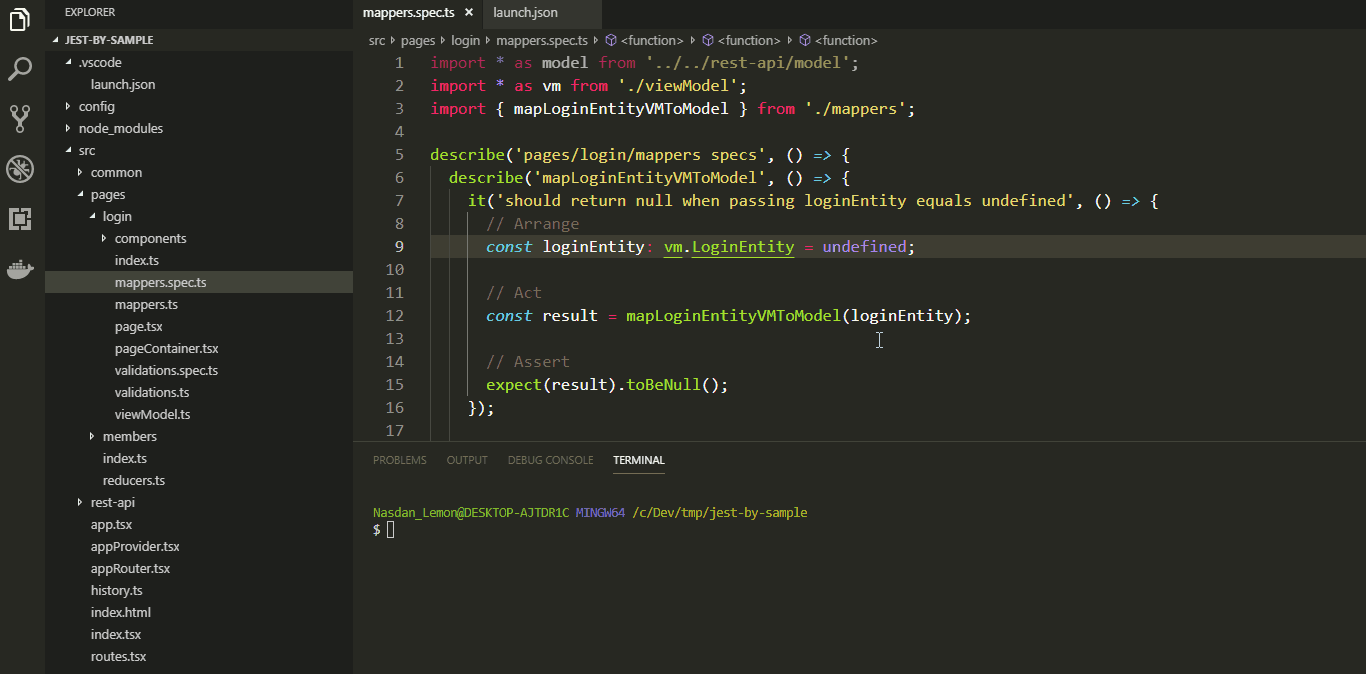 EXPLORER
JEST-BY-SAMPLE
.vscode
launch.json
config
node_modules
src
common
pages
login
components
index.ts
mappers.spec.ts
mappers.ts
page.tsx
pageContainer.tsx
validations.spec.ts
validations.ts
viewModel.ts
members
index.ts
reducers.ts
rest-api
app.tsx
appProvider.tsx
appRouter.tsx
history.ts
index.html
index.tsx
routes.tsx
mappers.spec.ts × launch.json
src pages login mappers.spec.ts <function> <function> <function>
1 import * as model from '../../rest-api/model';
2 import * as vm from './viewModel';
3 import { mapLoginEntityVMToModel } from './mappers';
4
5 describe('pages/login/mappers specs', () => {
6 describe('mapLoginEntityVMToModel', () => {
7 it('should return null when passing loginEntity equals undefined', () => {
8 // Arrange
9 const loginEntity: vm.LoginEntity = undefined;
10
11 // Act
12 const result = mapLoginEntityVMToModel(loginEntity);
13
14 // Assert
15 expect(result).toBeNull();
16 });
17
PROBLEMS OUTPUT DEBUG CONSOLE TERMINAL
Nasdan_Lemon@DESKTOP-AJTDR1C MINGW64 /c/Dev/tmp/jest-by-sample
$